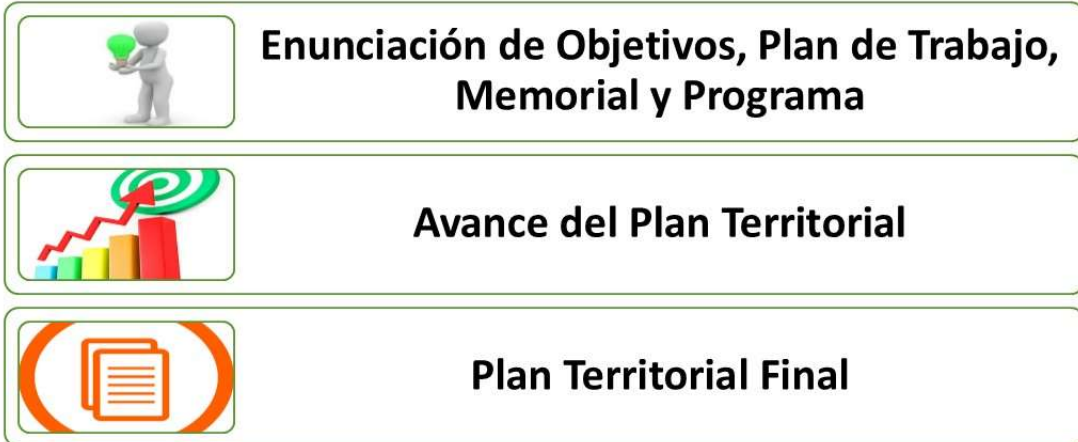 Enunciación de Objetivos, Plan de Trabajo,
Memorial y Programa
Avance del Plan Territorial
Plan Territorial Final